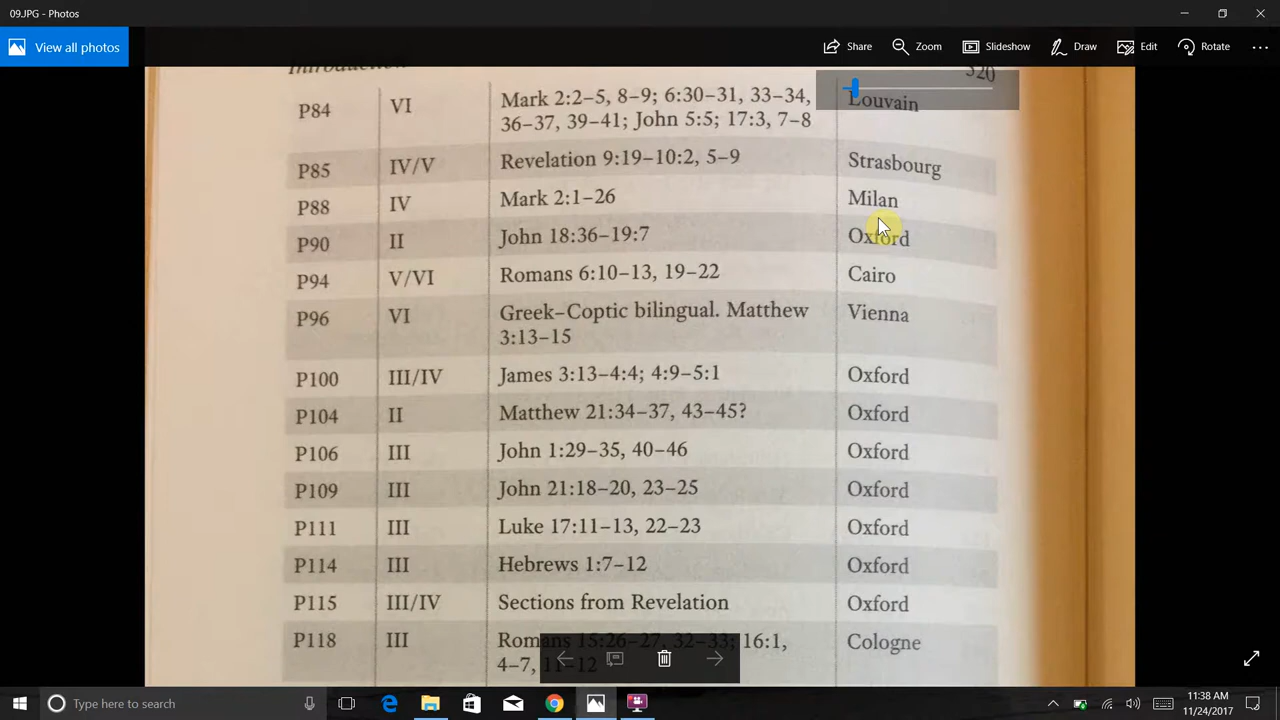 09.JPG - Photos
View all photos
Share Zoom Slideshow Draw Edit Rotate
520
P84 VI Mark 2:2–5, 8–9; 6:30–31, 33–34, Louvain
36–37, 39–41; John 5:5; 17:3, 7–8
P85 IV/V Revelation 9:19–10:2, 5–9 Strasbourg
P88 IV Mark 2:1–26 Milan
P90 II John 18:36–19:7 Oxford
P94 V/VI Romans 6:10–13, 19–22 Cairo
P96 VI Greek–Coptic bilingual. Matthew Vienna
3:13–15
P100 III/IV James 3:13–4:4; 4:9–5:1 Oxford
P104 II Matthew 21:34–37, 43–45? Oxford
P106 III John 1:29–35, 40–46 Oxford
P109 III John 21:18–20, 23–25 Oxford
P111 III Luke 17:11–13, 22–23 Oxford
P114 III Hebrews 1:7–12 Oxford
P115 III/IV Sections from Revelation Oxford
P118 III Romans 15:26–27, 32–33; 16:1, Cologne
4–7, 11–12
Type here to search
11:38 AM
11/24/2017